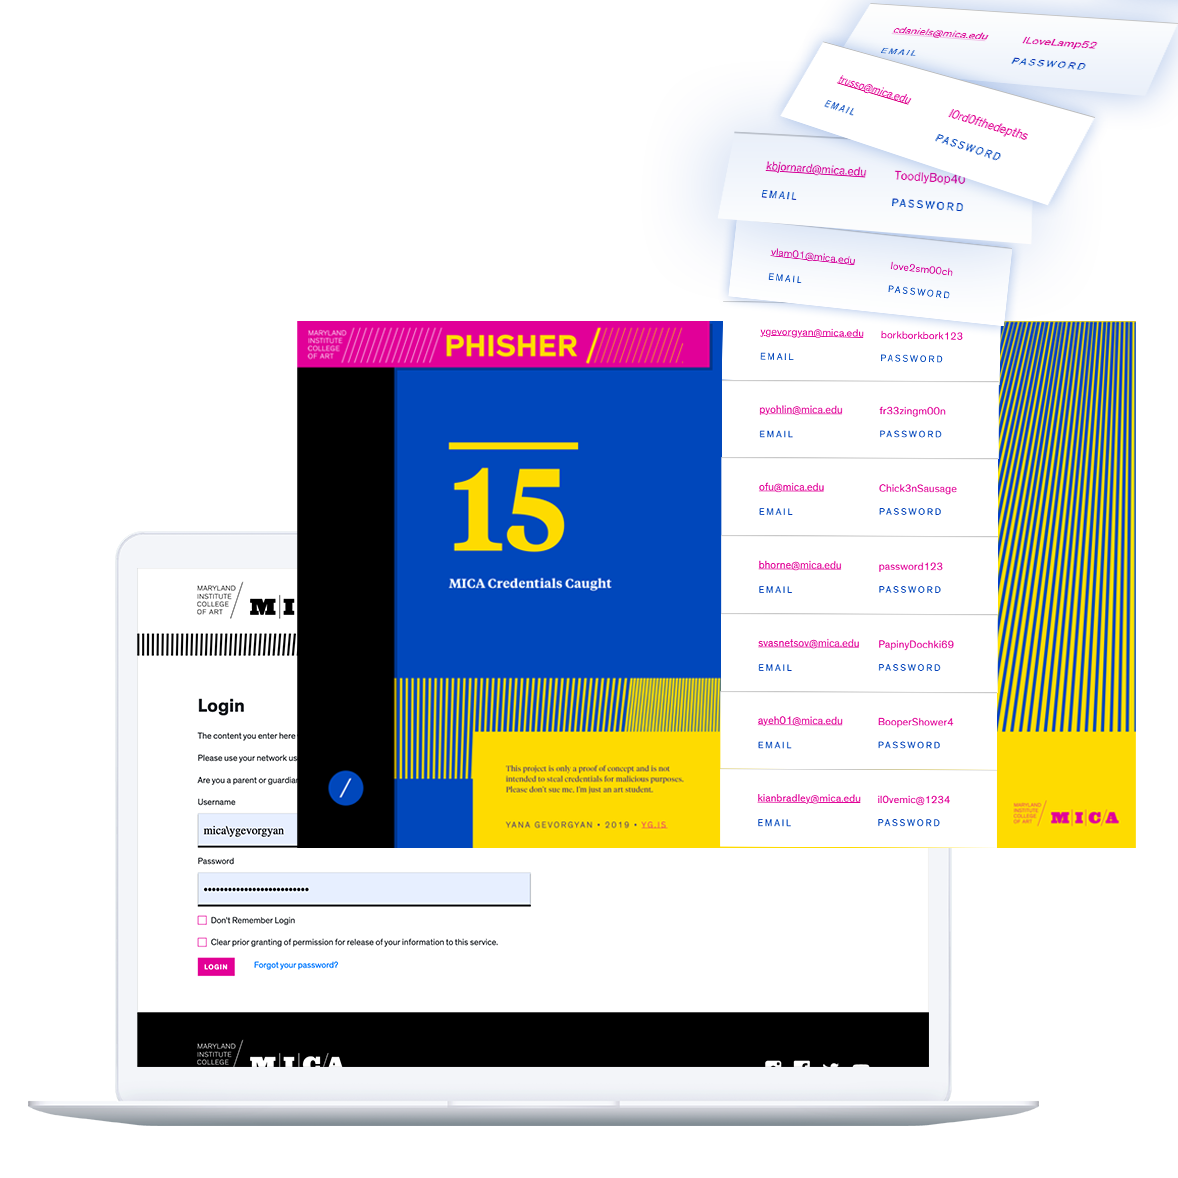 cdaniels@mica.edu ILoveLamp52
EMAIL PASSWORD
trusso@mica.edu l0rd0fthedepths
EMAIL PASSWORD
kbjornard@mica.edu ToodlyBop40
EMAIL PASSWORD
vlam01@mica.edu love2sm00ch
EMAIL PASSWORD
ygevorgyan@mica.edu borkborkbork123
EMAIL PASSWORD
pyohlin@mica.edu fr33zingm00n
EMAIL PASSWORD
ofu@mica.edu Chick3nSausage
EMAIL PASSWORD
bhorne@mica.edu password123
EMAIL PASSWORD
svasnetsov@mica.edu PapinyDochki69
EMAIL PASSWORD
ayeh01@mica.edu BooperShower4
EMAIL PASSWORD
kianbradley@mica.edu il0vemic@1234
EMAIL PASSWORD
MARYLAND
INSTITUTE
COLLEGE
OF ART
PHISHER
15
MICA Credentials Caught
This project is only a proof of concept and is not
intended to steal credentials for malicious purposes.
Please don't sue me, I'm just an art student.
YANA GEVORGYAN • 2019 • YG.IS
MARYLAND
INSTITUTE
COLLEGE
OF ART
MICA
MARYLAND
INSTITUTE
COLLEGE
OF ART
MI
Login
The content you enter here
Please use your network us
Are you a parent or guardian
Username
mica\ygevorgyan
Password
Don't Remember Login
Clear prior granting of permission for release of your information to this service.
LOGIN Forgot your password?
MARYLAND
INSTITUTE
COLLEGE
MICA